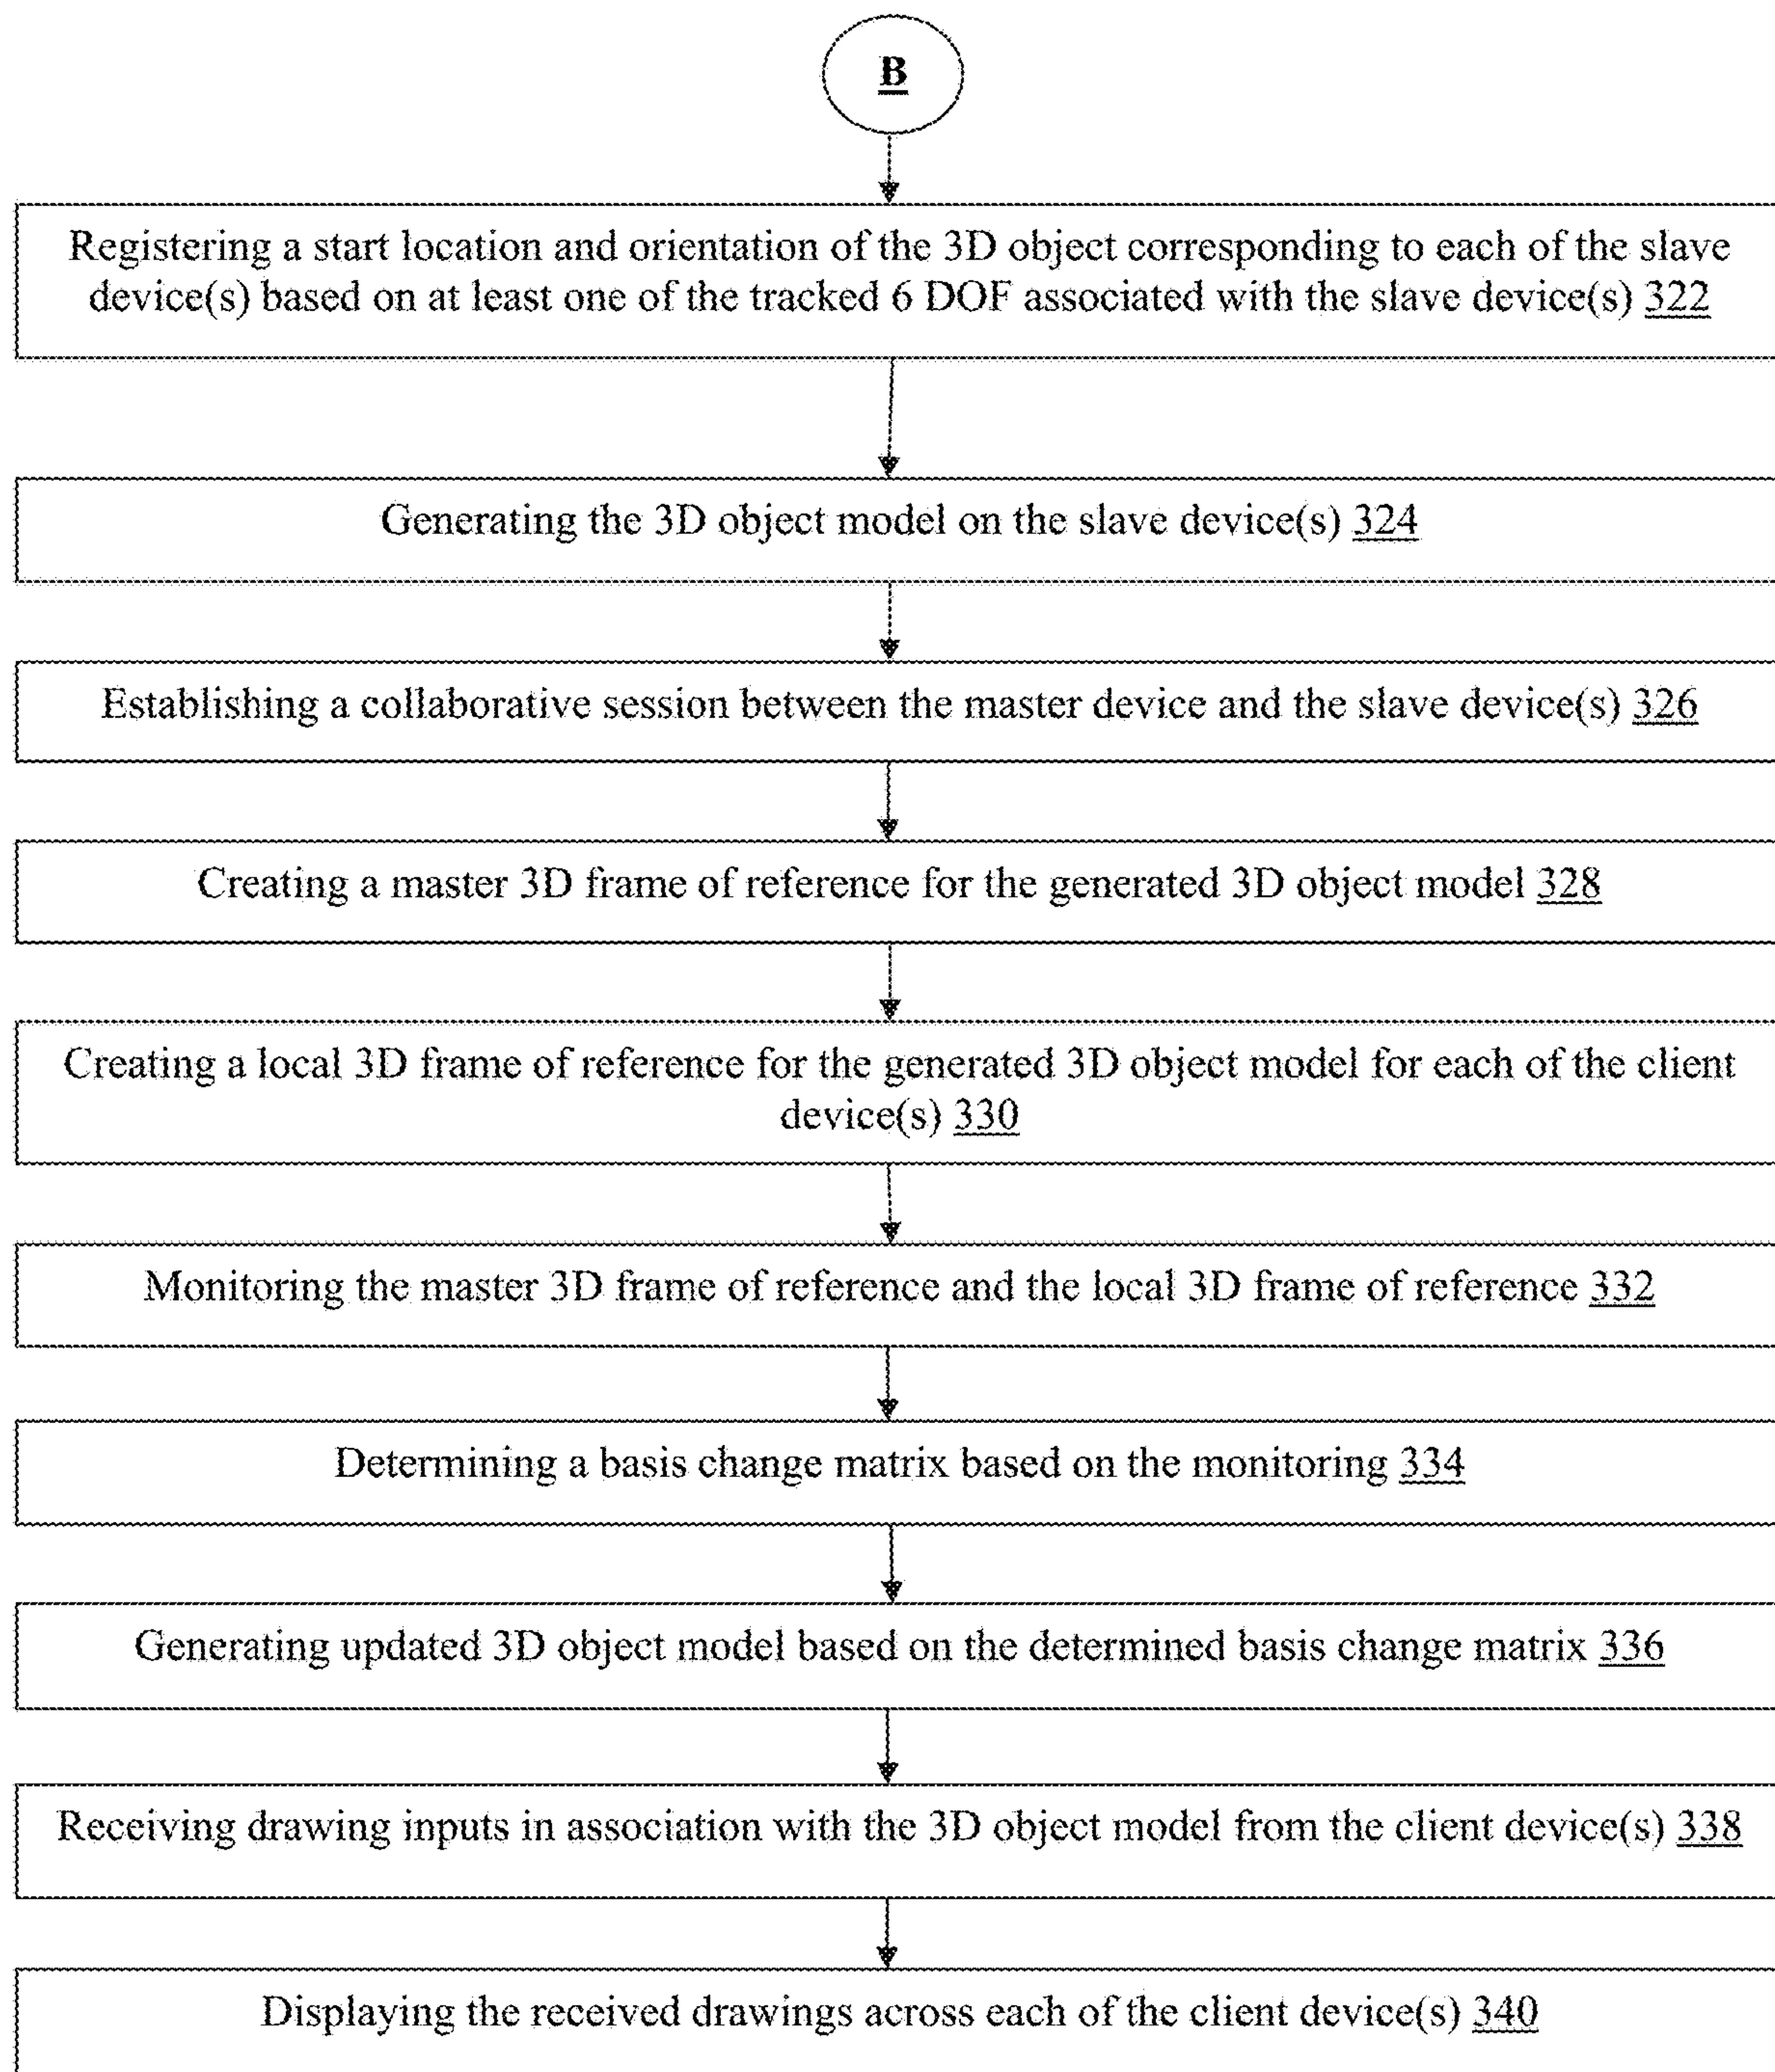 B
Registering a start location and orientation of the 3D object corresponding to each of the slave
device(s) based on at least one of the tracked 6 DOF associated with the slave device(s) 322
Generating the 3D object model on the slave device(s) 324
Establishing a collaborative session between the master device and the slave device(s) 326
Creating a master 3D frame of reference for the generated 3D object model 328
Creating a local 3D frame of reference for the generated 3D object model for each of the client
device(s) 330
Monitoring the master 3D frame of reference and the local 3D frame of reference 332
Determining a basis change matrix based on the monitoring 334
Generating updated 3D object model based on the determined basis change matrix 336
Receiving drawing inputs in association with the 3D object model from the client device(s) 338
Displaying the received drawings across each of the client device(s) 340